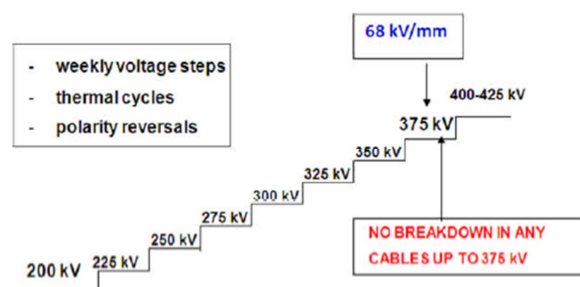 68 kV/mm
- weekly voltage steps
- thermal cycles
- polarity reversals
400-425 kV
375 kV
350 kV
325 kV
300 kV
275 kV
250 kV
225 kV
200 kV
NO BREAKDOWN IN ANY
CABLES UP TO 375 kV